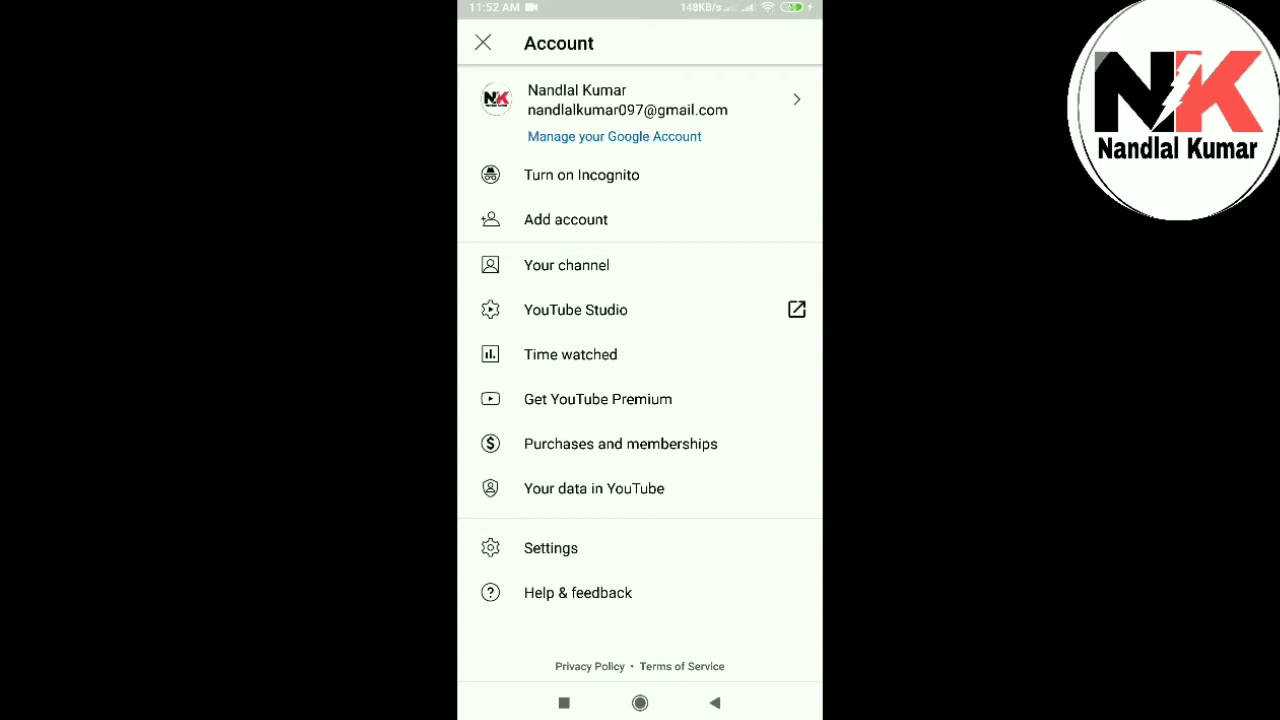 11:52 AM
148KB/s
Account
Nandlal Kumar
nandlalkumar097@gmail.com
Manage your Google Account
Turn on Incognito
Add account
Your channel
YouTube Studio
Time watched
Get YouTube Premium
Purchases and memberships
Your data in YouTube
Settings
Help & feedback
Privacy Policy • Terms of Service
NK
Nandlal Kumar